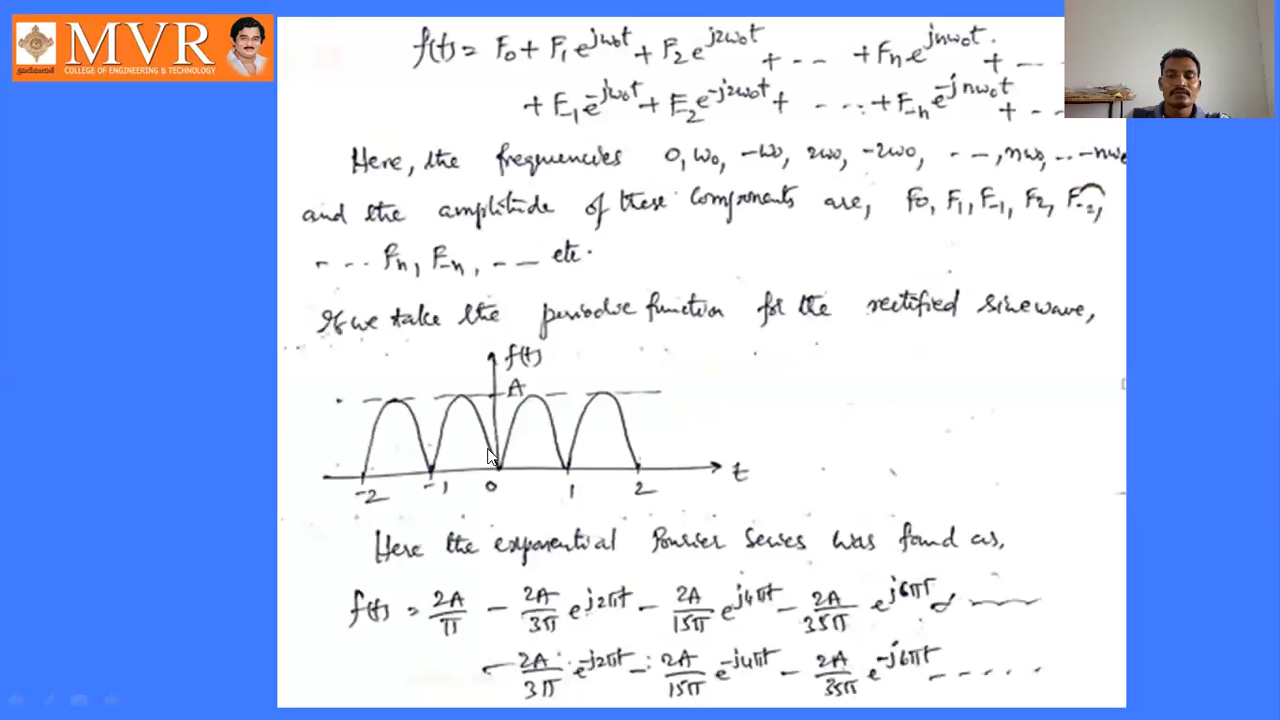 MVR
COLLEGE OF ENGINEERING & TECHNOLOGY
f(t) = F₀ + F₁ e^{jω₀t} + F₂ e^{j2ω₀t} + ... + Fₙ e^{jnω₀t} + ...
+ F₋₁ e^{-jω₀t} + F₋₂ e^{-j2ω₀t} + ... + F₋ₙ e^{-jnω₀t} + ...
Here, the frequencies 0, ω₀, -ω₀, 2ω₀, -2ω₀, ---, nω₀, ..-nω₀
and the amplitude of these components are, F₀, F₁, F₋₁, F₂, F₋₂,
... Fₙ, F₋ₙ, --- etc.
If we take the periodic function for the rectified sinewave,
f(t)
A
-2 -1 0 1 2 t
Here the exponential Fourier Series was found as,
f(t) = 2A/π - 2A/3π e^{j2πt} - 2A/15π e^{j4πt} - 2A/35π e^{j6πt} ...
- 2A/3π e^{-j2πt} - 2A/15π e^{-j4πt} - 2A/35π e^{-j6πt} - ....